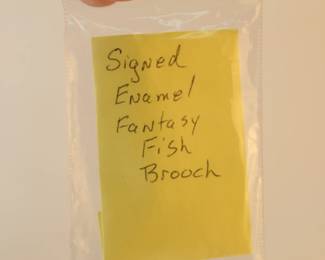 Signed
Enamel
Fantasy
Fish
Brooch